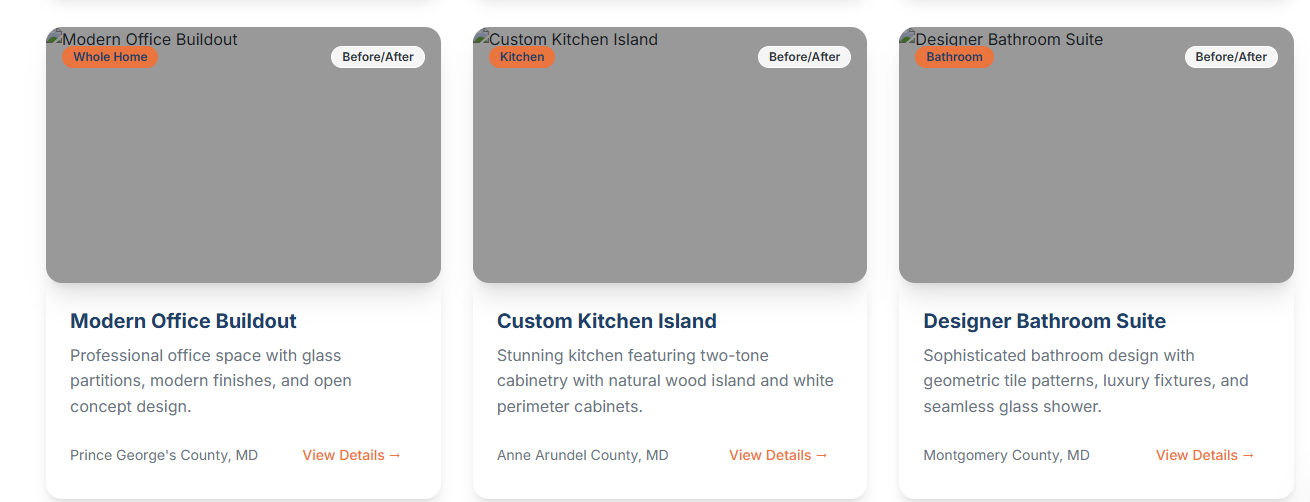 Modern Office Buildout
Whole Home
Before/After
Custom Kitchen Island
Kitchen
Before/After
Designer Bathroom Suite
Bathroom
Before/After
Modern Office Buildout
Professional office space with glass
partitions, modern finishes, and open
concept design.
Prince George's County, MD
View Details →
Custom Kitchen Island
Stunning kitchen featuring two-tone
cabinetry with natural wood island and white
perimeter cabinets.
Anne Arundel County, MD
View Details →
Designer Bathroom Suite
Sophisticated bathroom design with
geometric tile patterns, luxury fixtures, and
seamless glass shower.
Montgomery County, MD
View Details →